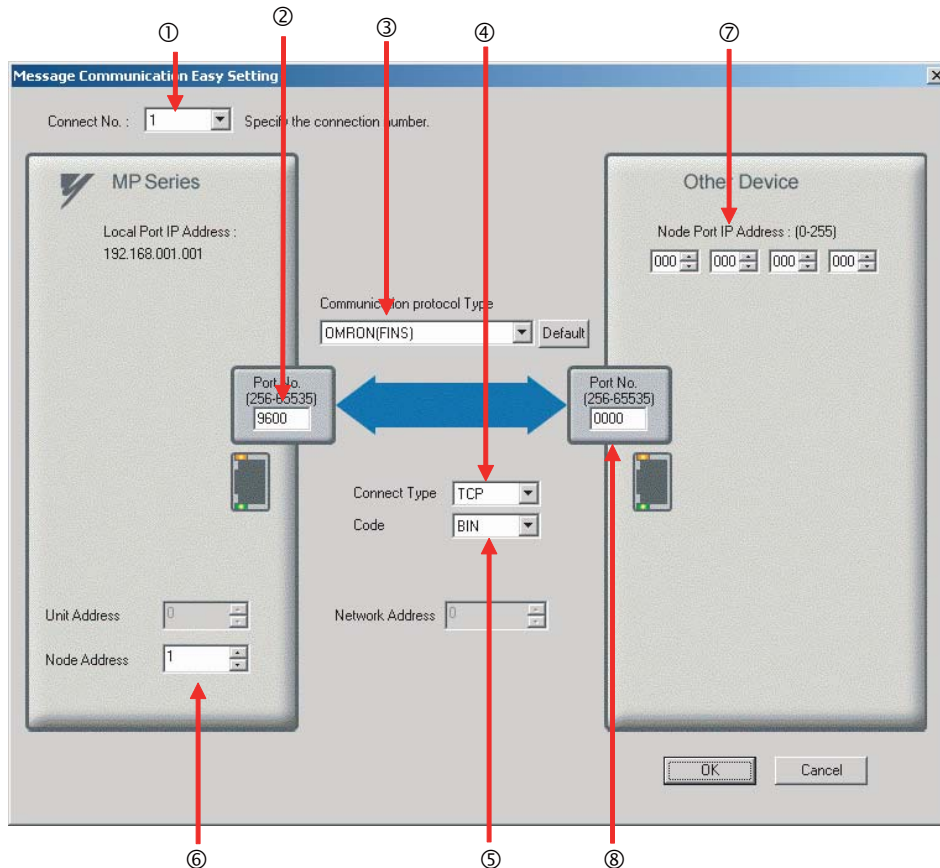 ① ② ③ ④ ⑦
Message Communication Easy Setting
Connect No. : 1 Specify the connection number.
MP Series
Local Port IP Address :
192.168.001.001
Other Device
Node Port IP Address : (0-255)
000 000 000 000
Communication protocol Type
OMRON(FINS) Default
Port No.
(256-65535)
9600
Port No.
(256-65535)
0000
Connect Type TCP
Code BIN
Unit Address 0
Network Address 0
Node Address 1
OK Cancel
⑥ ⑤ ⑧